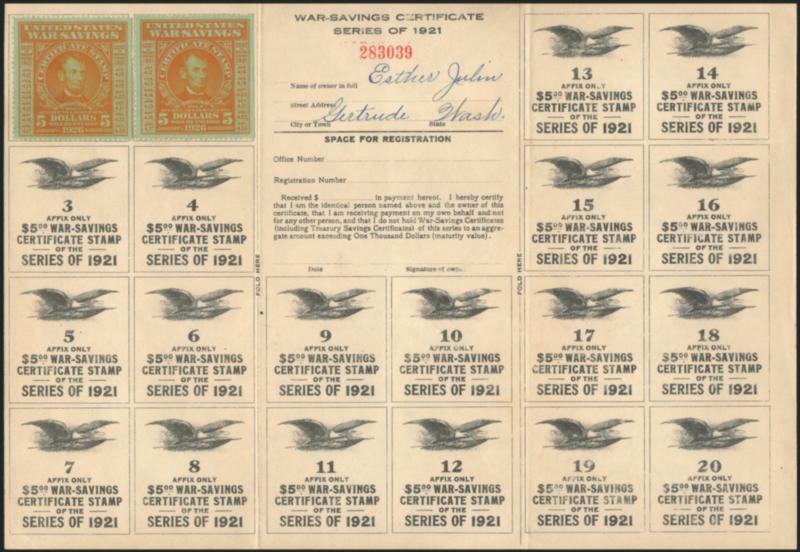 UNITED STATES
WAR SAVINGS
CERTIFICATE STAMP
5 DOLLARS 5
1926
UNITED STATES
WAR SAVINGS
CERTIFICATE STAMP
5 DOLLARS 5
1926
WAR-SAVINGS CERTIFICATE
SERIES OF 1921
283039
Name of owner in full Esther Julin
Street Address
Gertrude Wash.
City or Town State
SPACE FOR REGISTRATION
Office Number
Registration Number
Received $ in payment hereof. I hereby certify
that I am the identical person named above and the owner of this
certificate, that I am receiving payment on my own behalf and not
for any other person, and that I do not hold War-Savings Certificates
(including Treasury Savings Certificates) of this series to an aggre-
gate amount exceeding One Thousand Dollars (maturity value).
Date Signature of owner
FOLD HERE
FOLD HERE
3
AFFIX ONLY
$5.00 WAR-SAVINGS
CERTIFICATE STAMP
OF THE
SERIES OF 1921
4
AFFIX ONLY
$5.00 WAR-SAVINGS
CERTIFICATE STAMP
OF THE
SERIES OF 1921
5
AFFIX ONLY
$5.00 WAR-SAVINGS
CERTIFICATE STAMP
OF THE
SERIES OF 1921
6
AFFIX ONLY
$5.00 WAR-SAVINGS
CERTIFICATE STAMP
OF THE
SERIES OF 1921
7
AFFIX ONLY
$5.00 WAR-SAVINGS
CERTIFICATE STAMP
OF THE
SERIES OF 1921
8
AFFIX ONLY
$5.00 WAR-SAVINGS
CERTIFICATE STAMP
OF THE
SERIES OF 1921
9
AFFIX ONLY
$5.00 WAR-SAVINGS
CERTIFICATE STAMP
OF THE
SERIES OF 1921
10
AFFIX ONLY
$5.00 WAR-SAVINGS
CERTIFICATE STAMP
OF THE
SERIES OF 1921
11
AFFIX ONLY
$5.00 WAR-SAVINGS
CERTIFICATE STAMP
OF THE
SERIES OF 1921
12
AFFIX ONLY
$5.00 WAR-SAVINGS
CERTIFICATE STAMP
OF THE
SERIES OF 1921
13
AFFIX ONLY
$5.00 WAR-SAVINGS
CERTIFICATE STAMP
OF THE
SERIES OF 1921
14
AFFIX ONLY
$5.00 WAR-SAVINGS
CERTIFICATE STAMP
OF THE
SERIES OF 1921
15
AFFIX ONLY
$5.00 WAR-SAVINGS
CERTIFICATE STAMP
OF THE
SERIES OF 1921
16
AFFIX ONLY
$5.00 WAR-SAVINGS
CERTIFICATE STAMP
OF THE
SERIES OF 1921
17
AFFIX ONLY
$5.00 WAR-SAVINGS
CERTIFICATE STAMP
OF THE
SERIES OF 1921
18
AFFIX ONLY
$5.00 WAR-SAVINGS
CERTIFICATE STAMP
OF THE
SERIES OF 1921
19
AFFIX ONLY
$5.00 WAR-SAVINGS
CERTIFICATE STAMP
OF THE
SERIES OF 1921
20
AFFIX ONLY
$5.00 WAR-SAVINGS
CERTIFICATE STAMP
OF THE
SERIES OF 1921